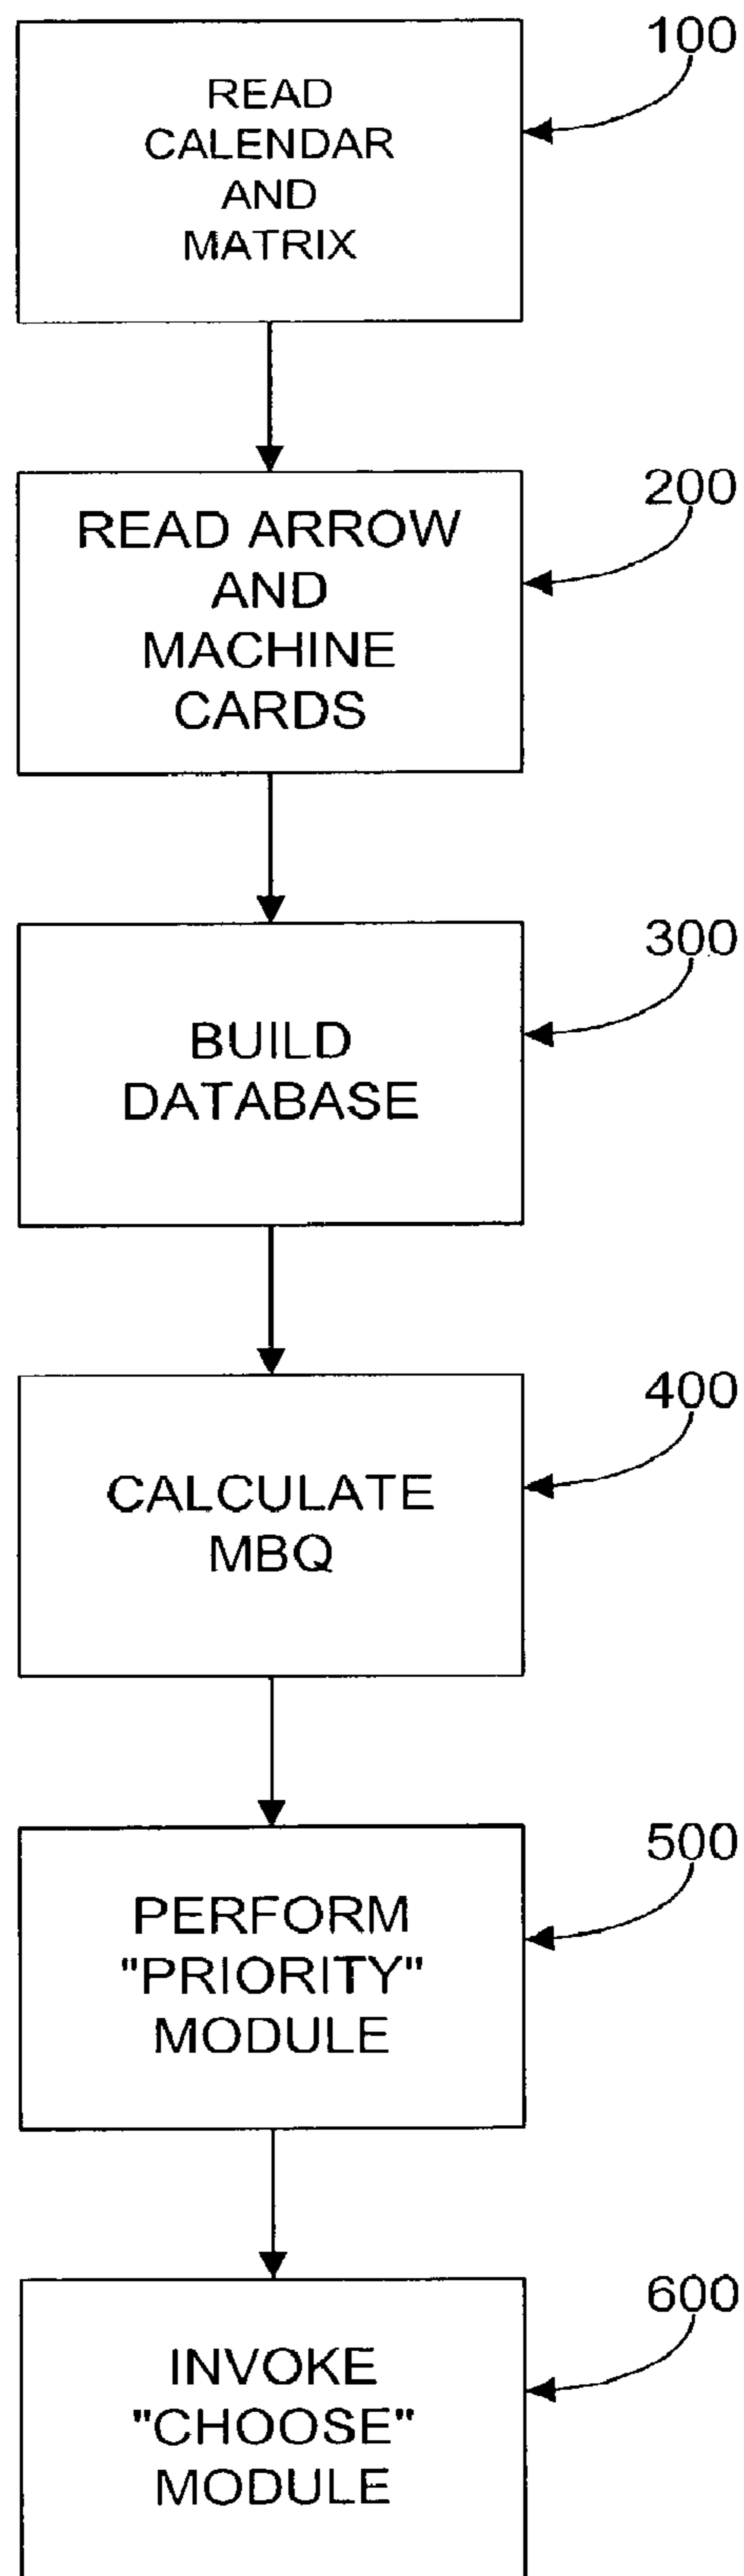 100
READ
CALENDAR
AND
MATRIX
200
READ ARROW
AND
MACHINE
CARDS
300
BUILD
DATABASE
400
CALCULATE
MBQ
500
PERFORM
"PRIORITY"
MODULE
600
INVOKE
"CHOOSE"
MODULE